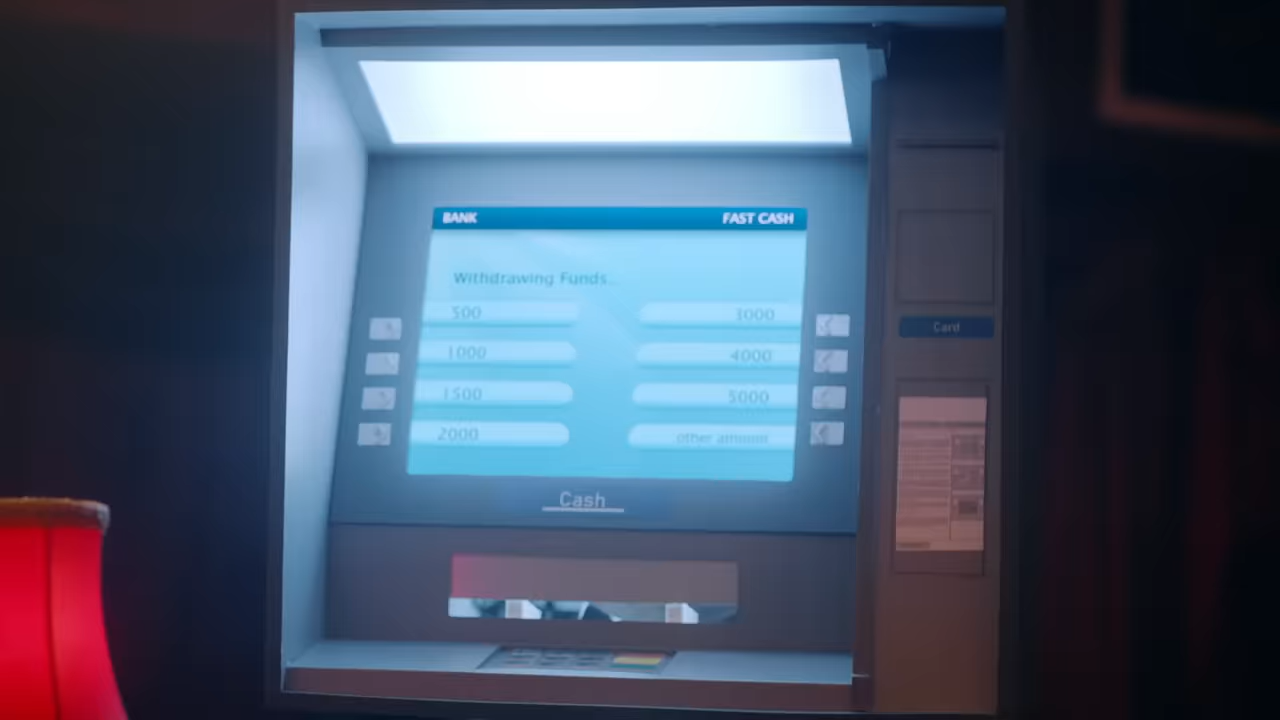 BANK FAST CASH
Withdrawing Funds..
500 3000
1000 4000
1500 5000
2000 other amount
Cash
Card